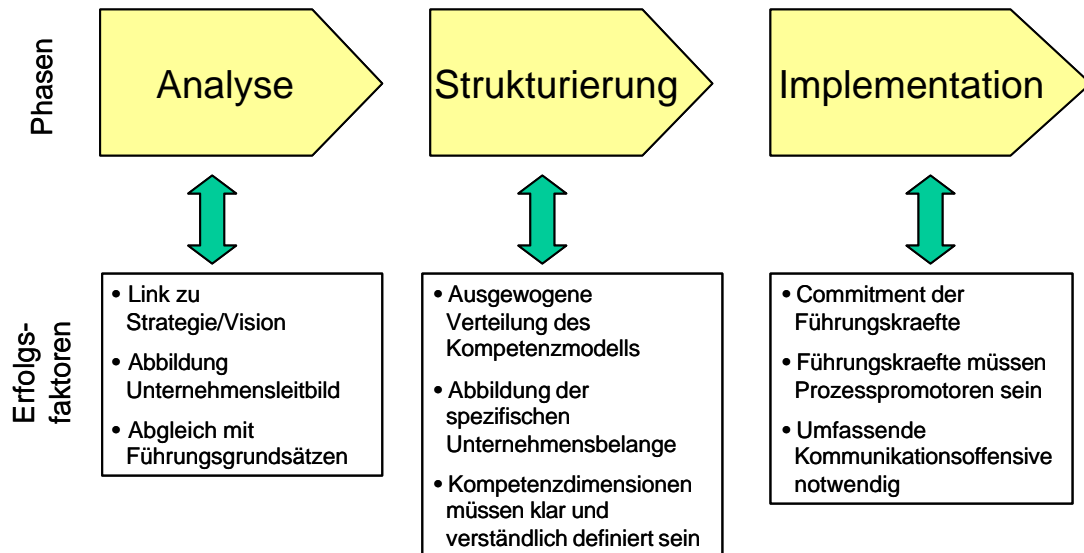 Phasen
Analyse
Strukturierung
Implementation
Erfolgs-
faktoren
• Link zu
Strategie/Vision
• Abbildung
Unternehmensleitbild
• Abgleich mit
Führungsgrundsätzen
• Ausgewogene
Verteilung des
Kompetenzmodells
• Abbildung der
spezifischen
Unternehmensbelange
• Kompetenzdimensionen
müssen klar und
verständlich definiert sein
• Commitment der
Führungskraefte
• Führungskraefte müssen
Prozesspromotoren sein
• Umfassende
Kommunikationsoffensive
notwendig